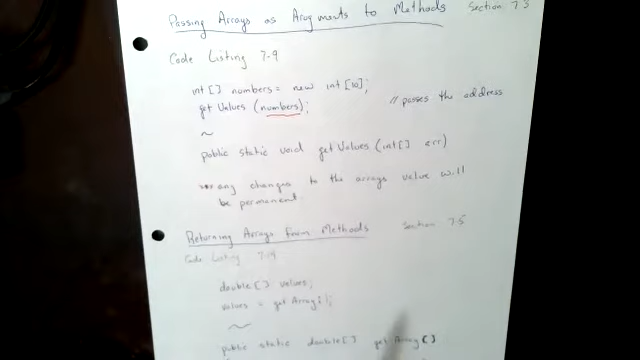 Passing Arrays as Arguments to Methods Section 7.3
Code Listing 7-9
int[] numbers = new int[10];
getValues(numbers); // passes the address
~
public static void getValues(int[] arr)
any changes to the arrays value will
be permanent
Returning Arrays from Methods Section 7.5
Code Listing 7-19
double[] values;
values = getArray();
~
public static double[] getArray()